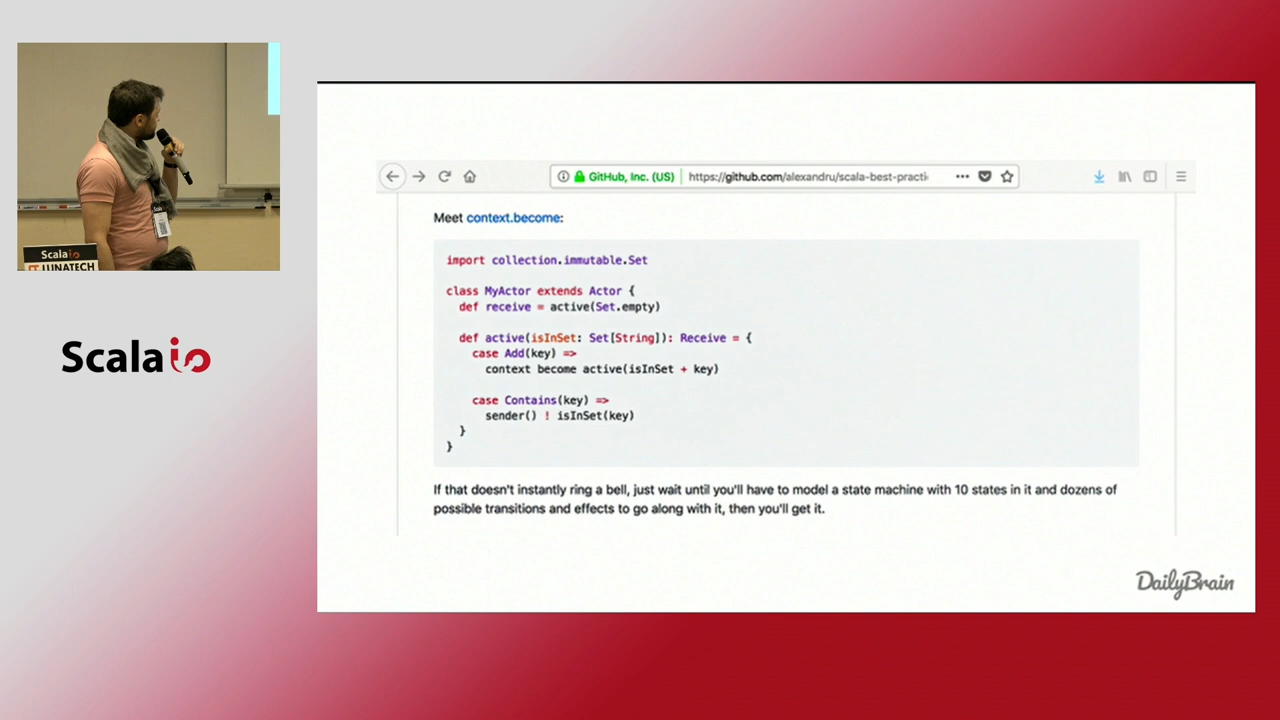 Scalaio
LUNATECH
Scalaio
GitHub, Inc. (US)
https://github.com/alexandru/scala-best-practi
Meet context.become:
import collection.immutable.Set
class MyActor extends Actor {
def receive = active(Set.empty)
def active(isInSet: Set[String]): Receive = {
case Add(key) =>
context become active(isInSet + key)
case Contains(key) =>
sender() ! isInSet(key)
}
}
If that doesn't instantly ring a bell, just wait until you'll have to model a state machine with 10 states in it and dozens of
possible transitions and effects to go along with it, then you'll get it.
DailyBrain